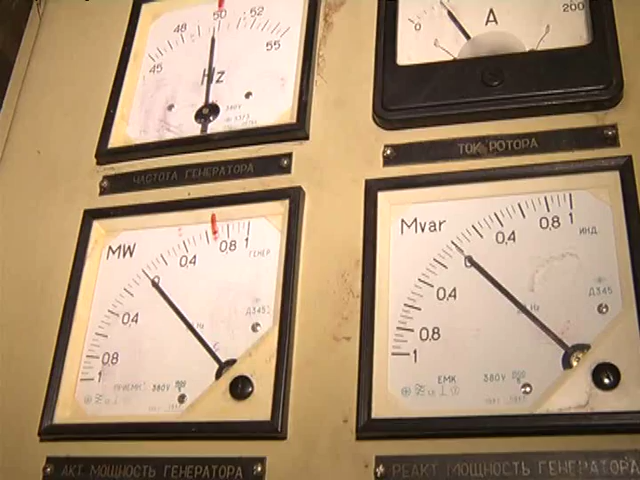 45 48 50 52 55
Hz
380V
0 A 200
ЧАСТОТА ГЕНЕРАТОРА
ТОК РОТОРА
MW
1 0,8 0,4 0 0,4 0,8 1
ГЕНЕР
Д345
ПРИЕМН 380V
Mvar
1 0,8 0,4 0 0,4 0,8 1
ИНД
Д345
ЕМК 380V
АКТ МОЩНОСТЬ ГЕНЕРАТОРА
РЕАКТ МОЩНОСТЬ ГЕНЕРАТОРА